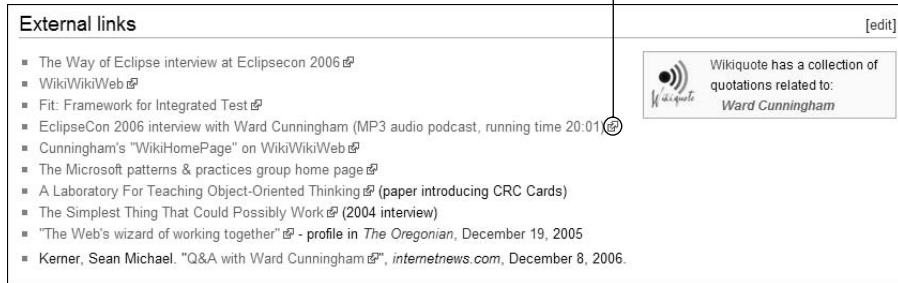 External links
[edit]
The Way of Eclipse interview at Eclipsecon 2006
WikiWikiWeb
Fit: Framework for Integrated Test
EclipseCon 2006 interview with Ward Cunningham (MP3 audio podcast, running time 20:01)
Cunningham's "WikiHomePage" on WikiWikiWeb
The Microsoft patterns & practices group home page
A Laboratory For Teaching Object-Oriented Thinking (paper introducing CRC Cards)
The Simplest Thing That Could Possibly Work (2004 interview)
"The Web's wizard of working together" - profile in The Oregonian, December 19, 2005
Kerner, Sean Michael. "Q&A with Ward Cunningham", internetnews.com, December 8, 2006.
Wikiquote
Wikiquote has a collection of
quotations related to:
Ward Cunningham